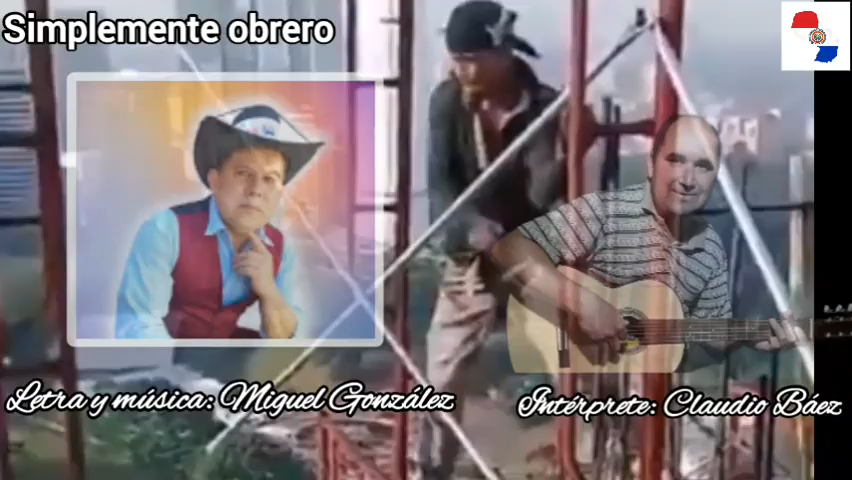 Simplemente obrero
Letra y música: Miguel González
Intérprete: Claudio Báez